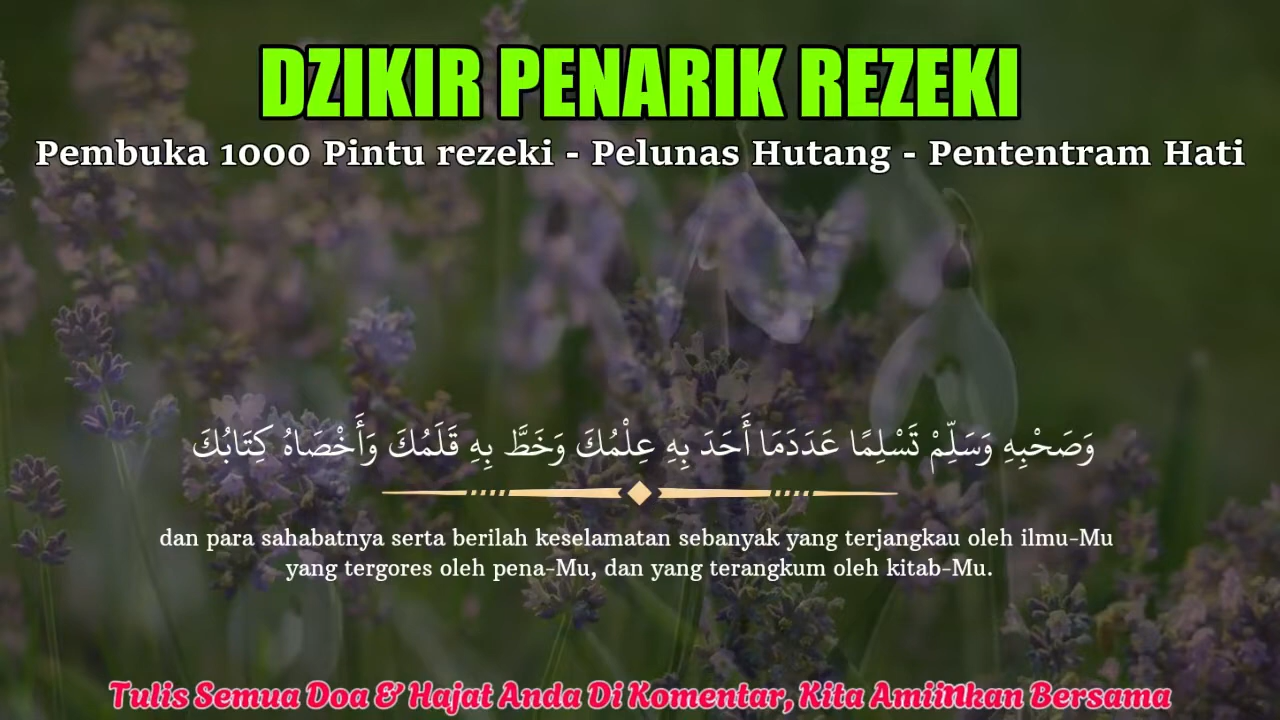 DZIKIR PENARIK REZEKI
Pembuka 1000 Pintu rezeki - Pelunas Hutang - Pententram Hati
وَصَحْبِهِ وَسَلِّمْ تَسْلِمًا عَدَدَمَا أَحَدَ بِهِ عِلْمُكَ وَخَطَّ بِهِ قَلَمُكَ وَأَخْصَاهُ كِتَابُكَ
dan para sahabatnya serta berilah keselamatan sebanyak yang terjangkau oleh ilmu-Mu
yang tergores oleh pena-Mu, dan yang terangkum oleh kitab-Mu.
Tulis Semua Doa & Hajat Anda Di Komentar, Kita Amiinkan Bersama